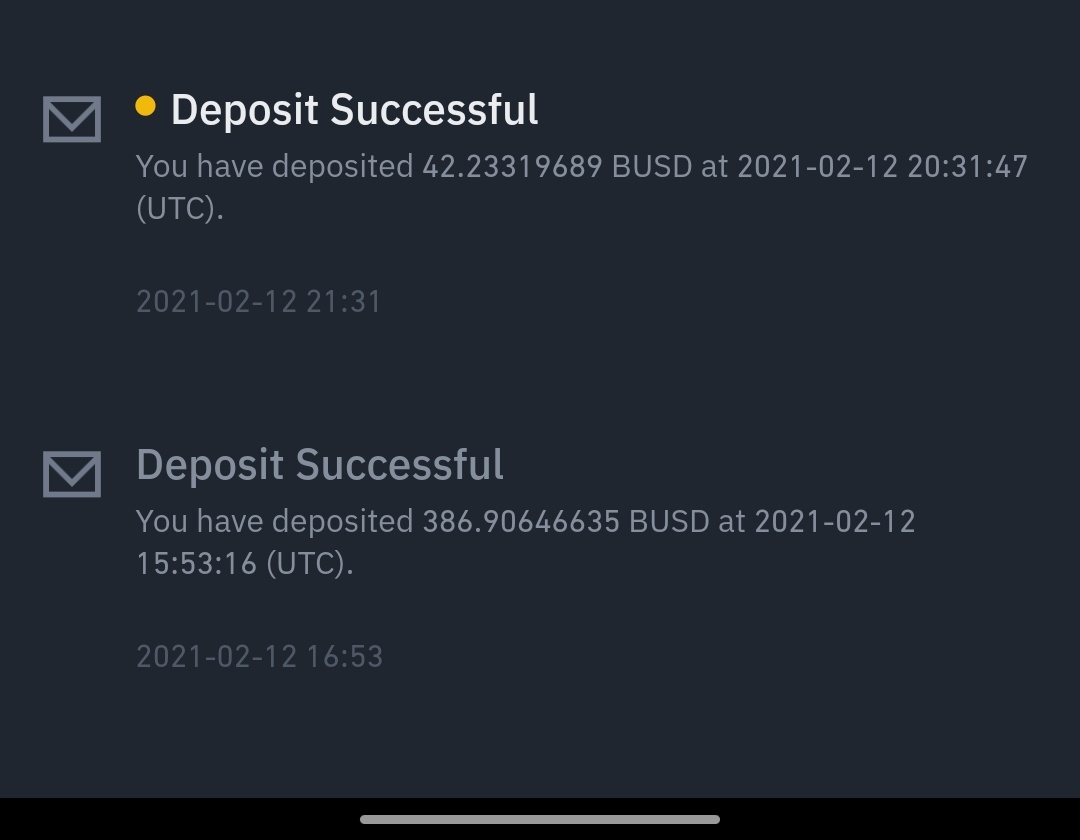 Deposit Successful
You have deposited 42.23319689 BUSD at 2021-02-12 20:31:47
(UTC).
2021-02-12 21:31
Deposit Successful
You have deposited 386.90646635 BUSD at 2021-02-12
15:53:16 (UTC).
2021-02-12 16:53